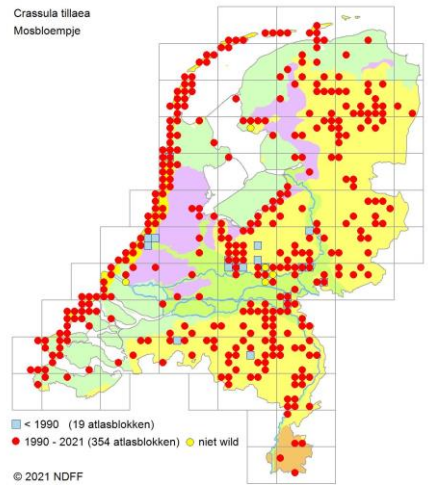 Crassula tillaea
Mosbloempje
< 1990 (19 atlasblokken)
1990 - 2021 (354 atlasblokken) niet wild
© 2021 NDFF